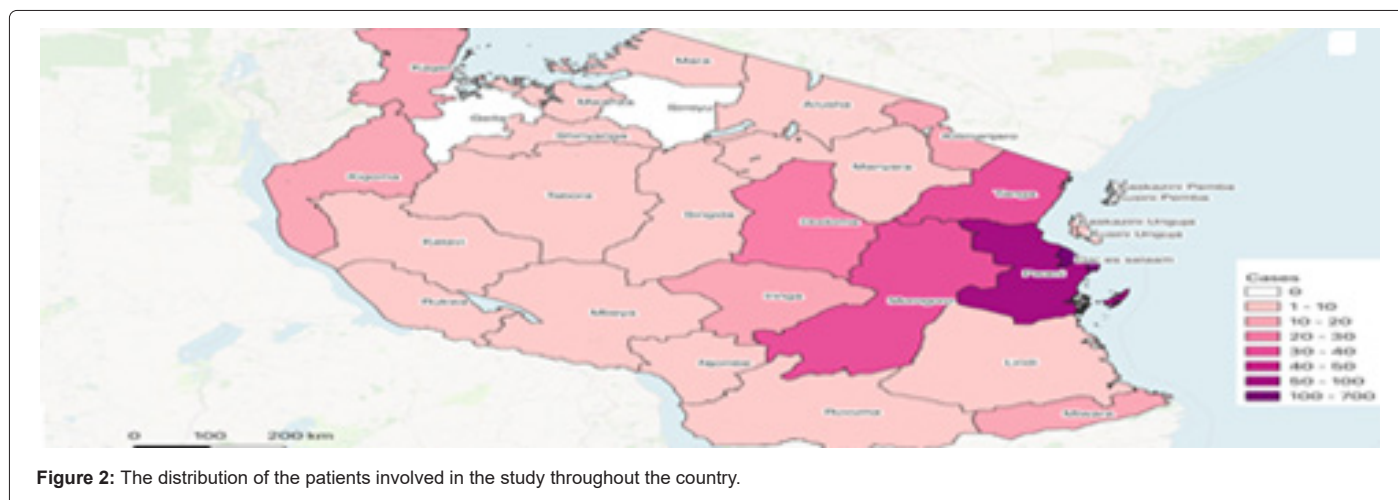 Mara
Kagera
Mwanza
Simiyu
Geita
Arusha
Shinyanga
Kilimanjaro
Manyara
Kigoma
Tanga
Kaskazini Pemba
Kusini Pemba
Tabora
Singida
Dodoma
Kaskazini Unguja
Kusini Unguja
Katavi
Dar es salaam
Pwani
Cases
0
1 - 10
10 - 20
20 - 30
30 - 40
40 - 50
50 - 100
100 - 700
Rukwa
Mbeya
Iringa
Morogoro
Njombe
Lindi
Ruvuma
Mtwara
0 100 200 km
Figure 2: The distribution of the patients involved in the study throughout the country.